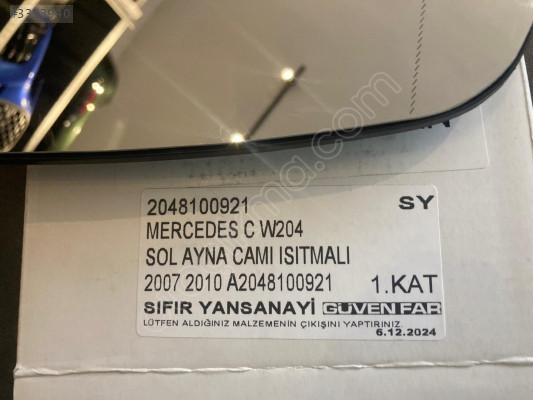 2048100921 SY
MERCEDES C W204
SOL AYNA CAMI ISITMALI
2007 2010 A2048100921 1.KAT
SIFIR YANSANAYİ GÜVEN FAR
LÜTFEN ALDIĞINIZ MALZEMENİN ÇIKIŞINI YAPTIRINIZ
6.12.2024